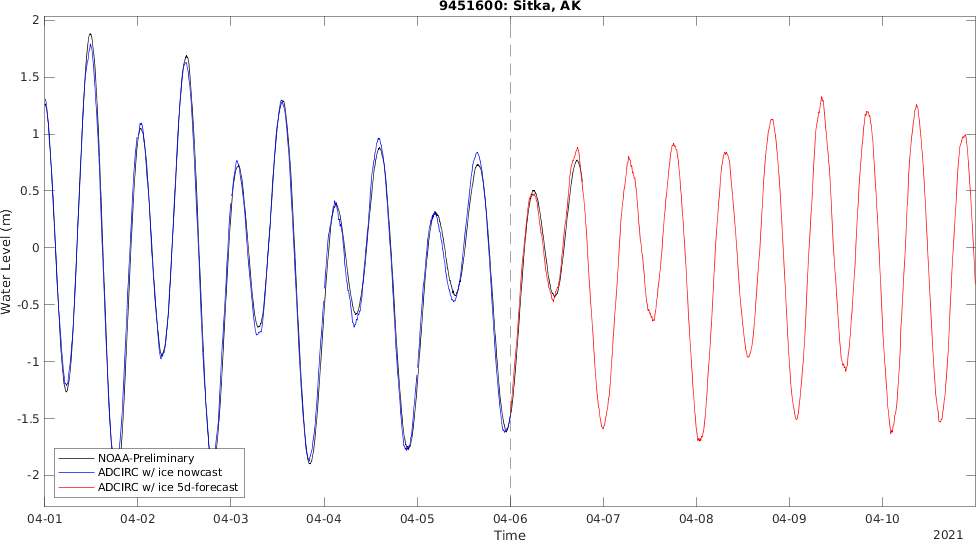 9451600: Sitka, AK
2
1.5
1
0.5
0
-0.5
-1
-1.5
-2
Water Level (m)
NOAA-Preliminary
ADCIRC w/ ice nowcast
ADCIRC w/ ice 5d-forecast
04-01 04-02 04-03 04-04 04-05 04-06 04-07 04-08 04-09 04-10
Time
2021